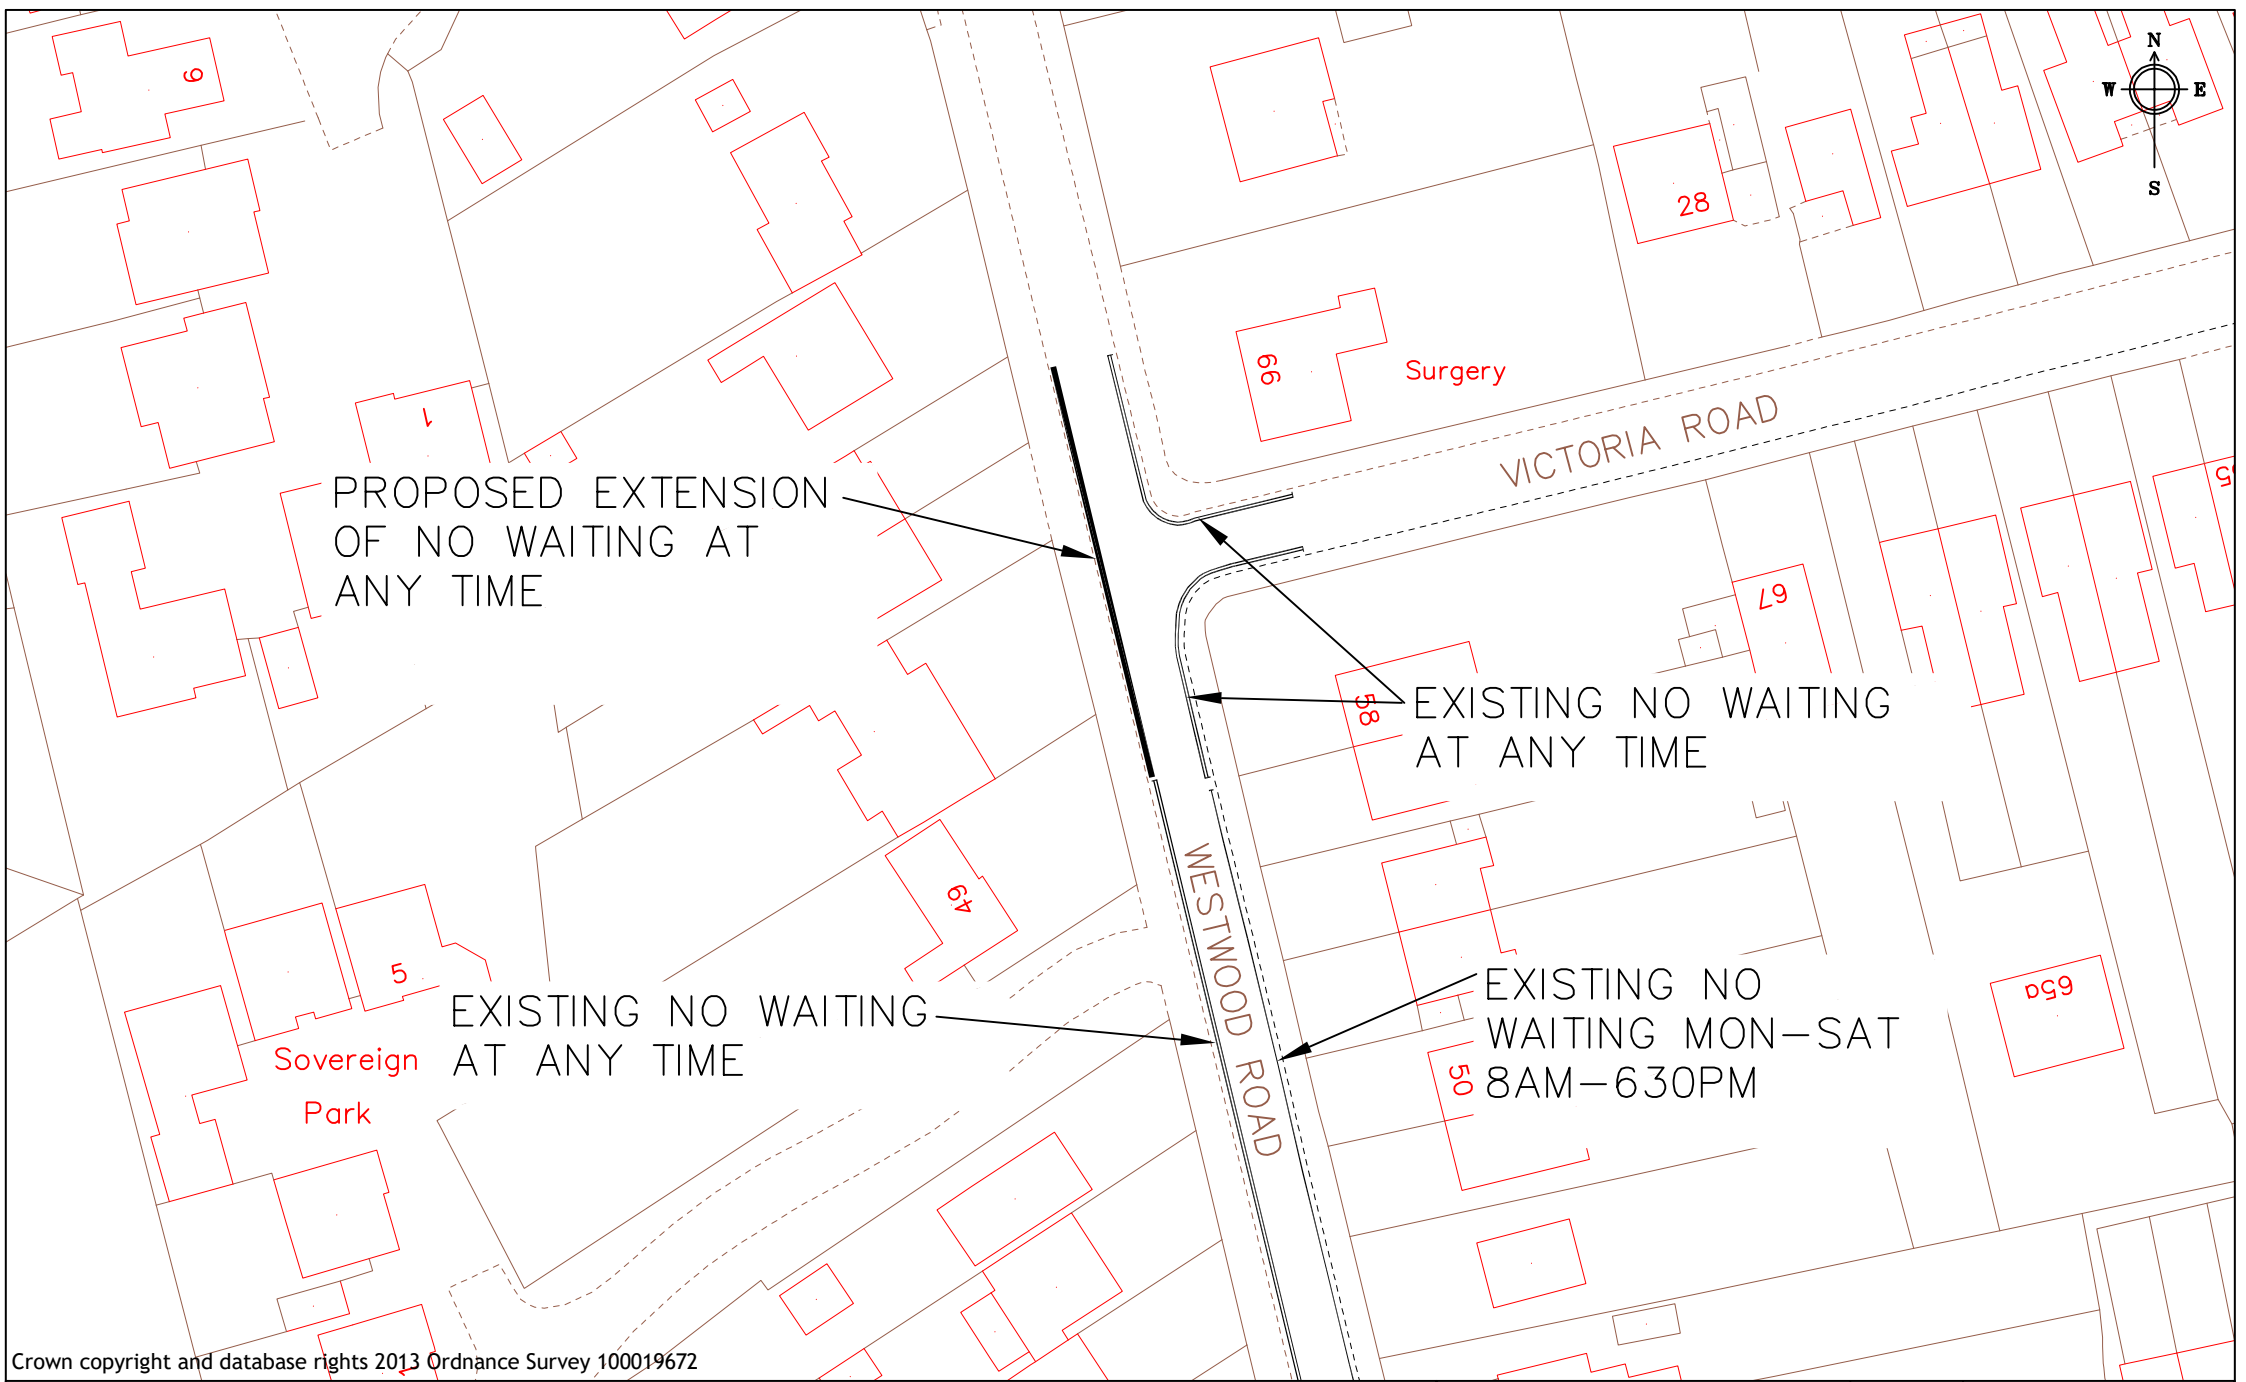 N
W E
S
9
28
66
Surgery
1
VICTORIA ROAD
PROPOSED EXTENSION
OF NO WAITING AT
ANY TIME
67
58
EXISTING NO WAITING
AT ANY TIME
49
WESTWOOD ROAD
5
EXISTING NO WAITING
AT ANY TIME
EXISTING NO
WAITING MON-SAT
8AM-630PM
65a
50
Sovereign
Park
Crown copyright and database rights 2013 Ordnance Survey 100019672